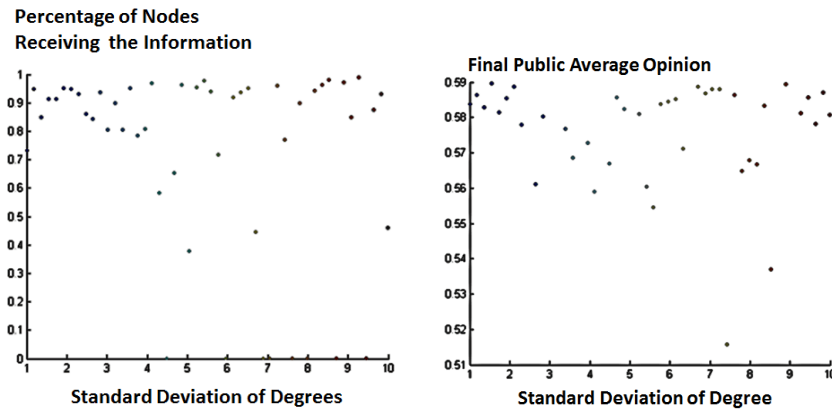 Percentage of Nodes
Receiving the Information
1
0.9
0.8
0.7
0.6
0.5
0.4
0.3
0.2
0.1
0
1 2 3 4 5 6 7 8 9 10
Standard Deviation of Degrees
Final Public Average Opinion
0.59
0.58
0.57
0.56
0.55
0.54
0.53
0.52
0.51
1 2 3 4 5 6 7 8 9 10
Standard Deviation of Degree